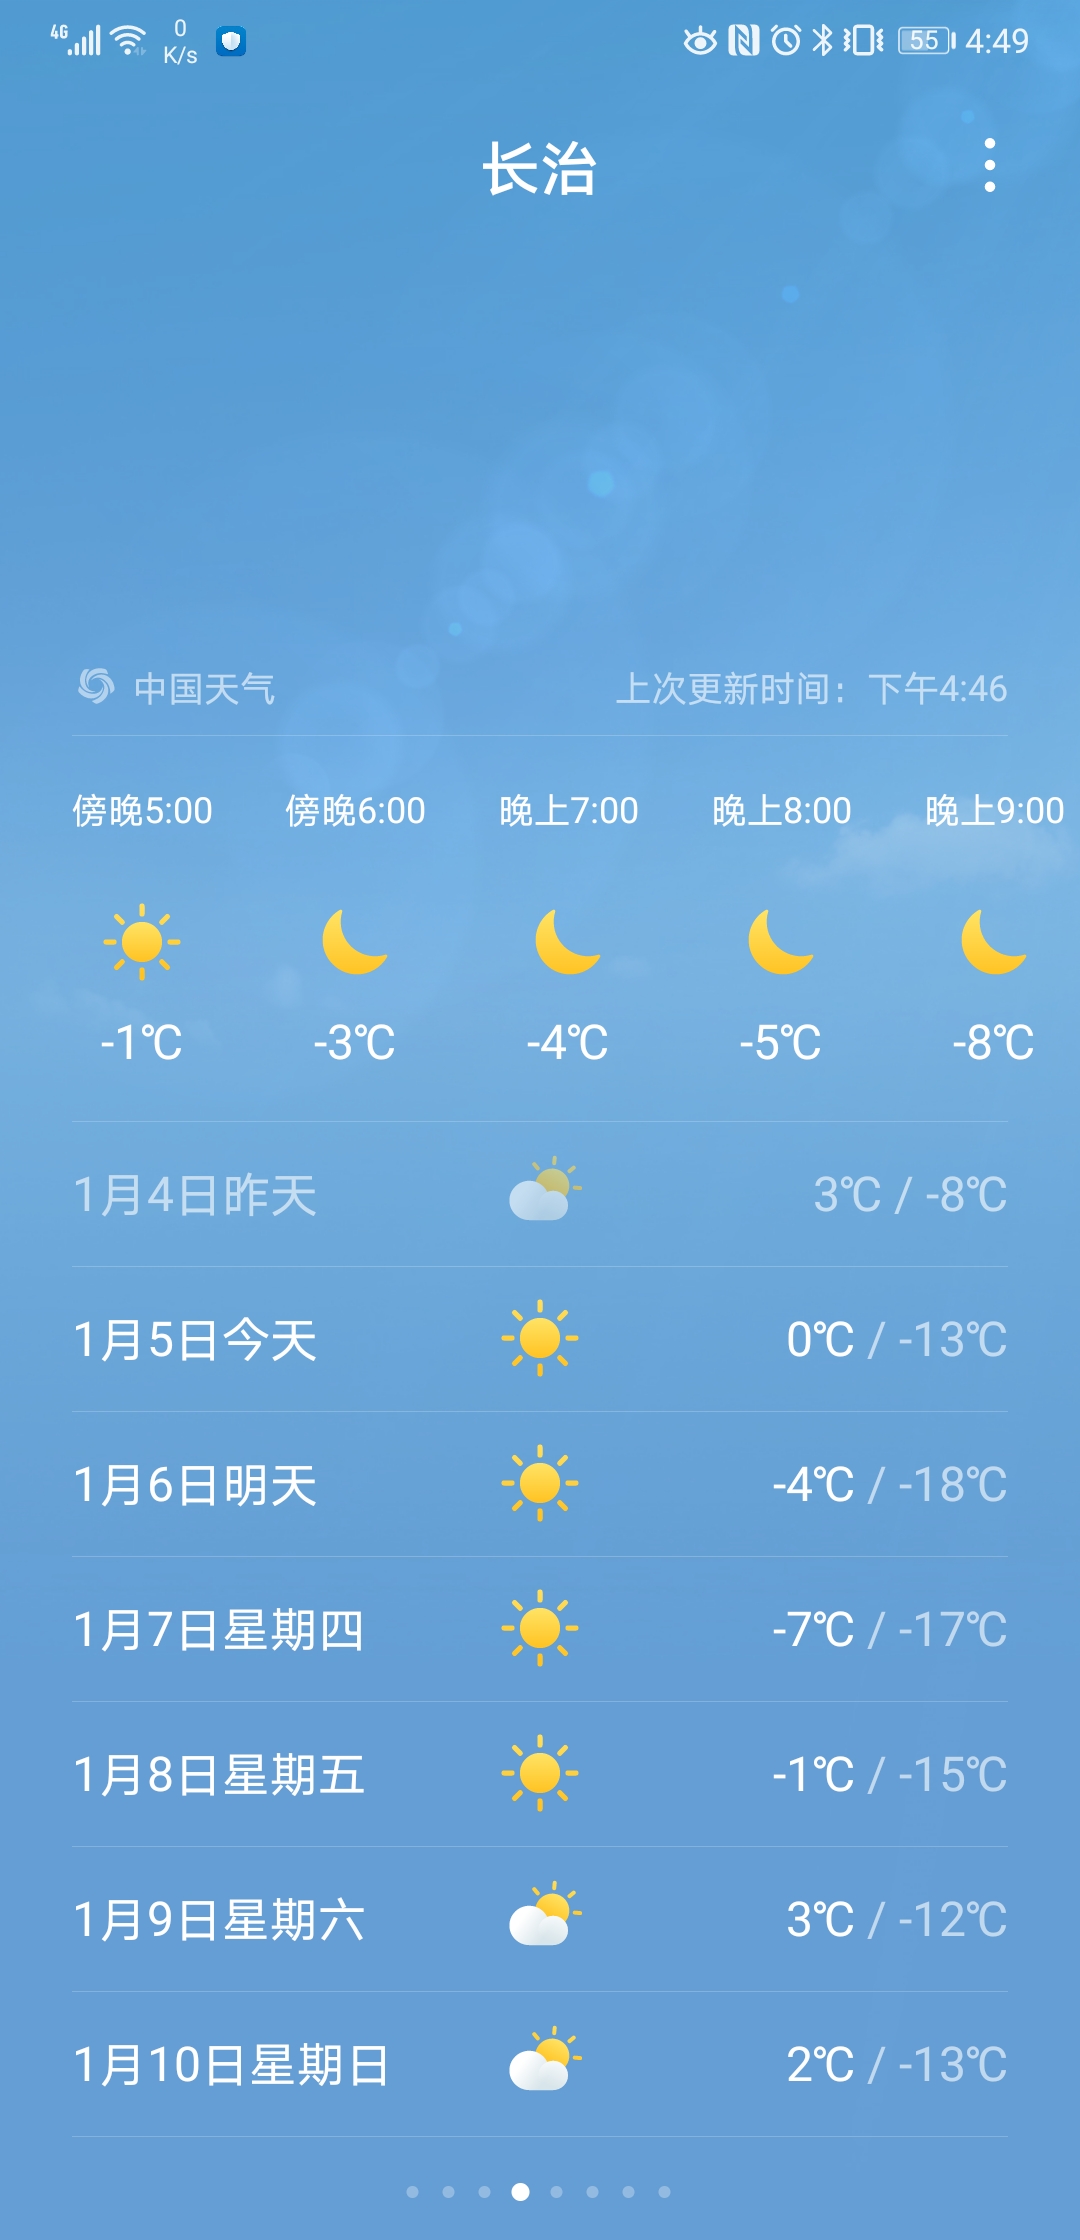 4G 0 K/s 55 4:49
长治
中国天气 上次更新时间：下午4:46
傍晚5:00 傍晚6:00 晚上7:00 晚上8:00 晚上9:00
-1℃ -3℃ -4℃ -5℃ -8℃
1月4日昨天 3℃ / -8℃
1月5日今天 0℃ / -13℃
1月6日明天 -4℃ / -18℃
1月7日星期四 -7℃ / -17℃
1月8日星期五 -1℃ / -15℃
1月9日星期六 3℃ / -12℃
1月10日星期日 2℃ / -13℃